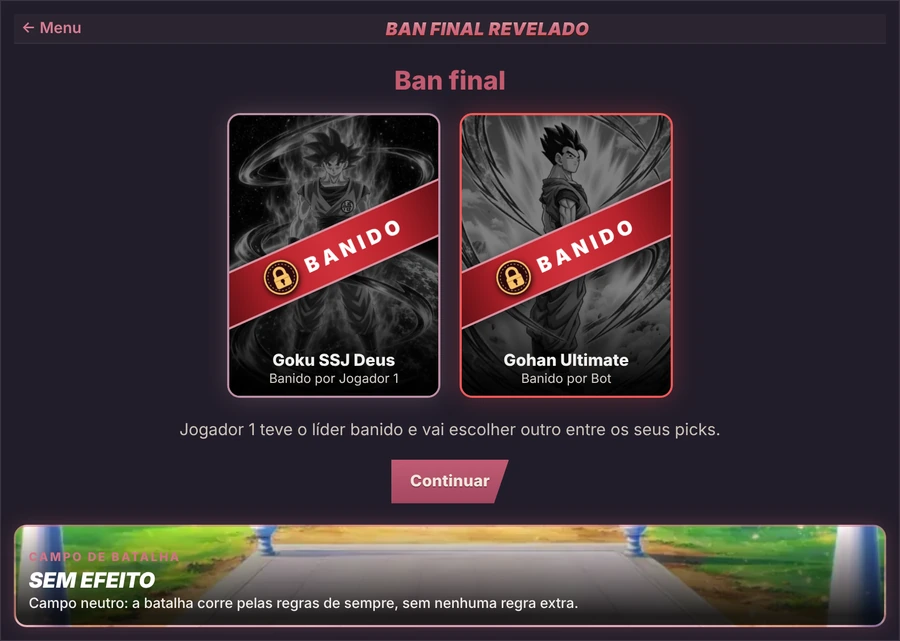 ← Menu
BAN FINAL REVELADO
Ban final
BANIDO
BANIDO
Goku SSJ Deus
Banido por Jogador 1
Gohan Ultimate
Banido por Bot
Jogador 1 teve o líder banido e vai escolher outro entre os seus picks.
Continuar
CAMPO DE BATALHA
SEM EFEITO
Campo neutro: a batalha corre pelas regras de sempre, sem nenhuma regra extra.